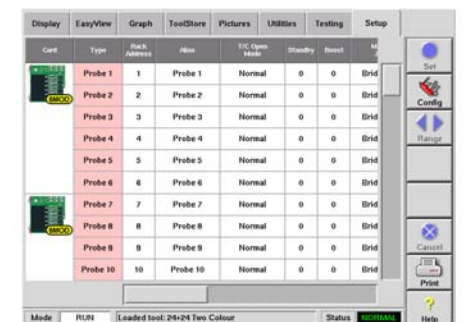 Display EasyView Graph ToolStore Pictures Utilities Testing Setup
Card Type Rack Address Alias T/C Open Mode Standby Boost
Probe 1 1 Probe 1 Normal 0 0 Brid
Probe 2 2 Probe 2 Normal 0 0 Brid
Probe 3 3 Probe 3 Normal 0 0 Brid
Probe 4 4 Probe 4 Normal 0 0 Brid
Probe 5 5 Probe 5 Normal 0 0 Brid
Probe 6 6 Probe 6 Normal 0 0 Brid
Probe 7 7 Probe 7 Normal 0 0 Brid
Probe 8 8 Probe 8 Normal 0 0 Brid
Probe 9 9 Probe 9 Normal 0 0 Brid
Probe 10 10 Probe 10 Normal 0 0 Brid
Set
Config
Range
Cancel
Print
Help
Mode RUN Loaded tool: 24+24 Two Colour Status NORMAL